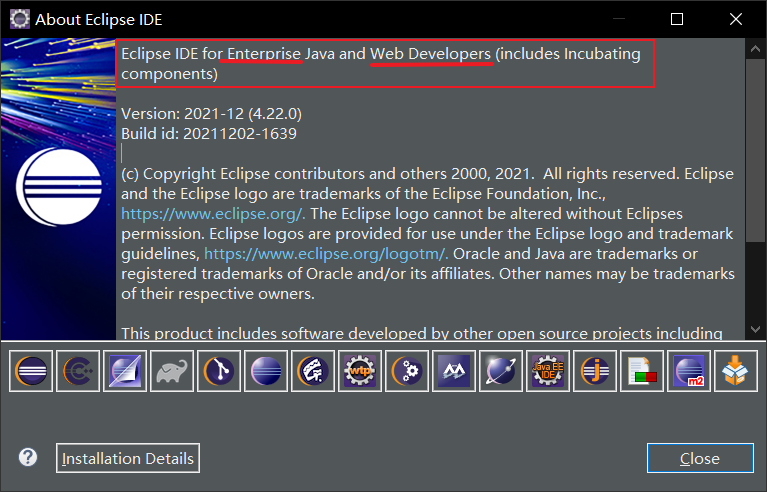 About Eclipse IDE
Eclipse IDE for Enterprise Java and Web Developers (includes Incubating
components)
Version: 2021-12 (4.22.0)
Build id: 20211202-1639
(c) Copyright Eclipse contributors and others 2000, 2021.  All rights reserved. Eclipse
and the Eclipse logo are trademarks of the Eclipse Foundation, Inc.,
https://www.eclipse.org/. The Eclipse logo cannot be altered without Eclipses
permission. Eclipse logos are provided for use under the Eclipse logo and trademark
guidelines, https://www.eclipse.org/logotm/. Oracle and Java are trademarks or
registered trademarks of Oracle and/or its affiliates. Other names may be trademarks
of their respective owners.
This product includes software developed by other open source projects including
wtp
Java EE
IDE
j
m2
?
Installation Details
Close